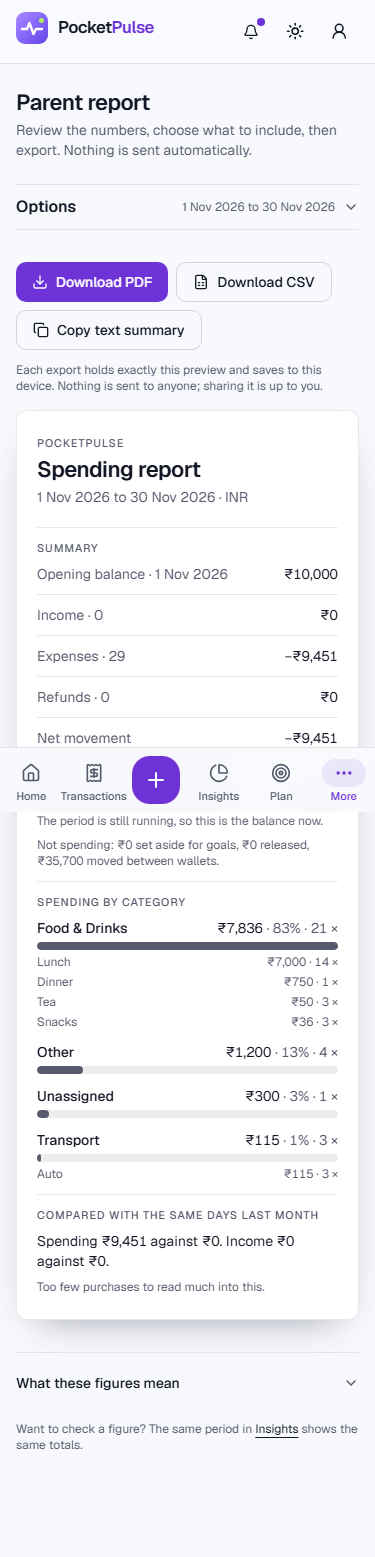 PocketPulse
Parent report
Review the numbers, choose what to include, then
export. Nothing is sent automatically.
Options
1 Nov 2026 to 30 Nov 2026
Download PDF
Download CSV
Copy text summary
Each export holds exactly this preview and saves to this
device. Nothing is sent to anyone; sharing it is up to you.
POCKETPULSE
Spending report
1 Nov 2026 to 30 Nov 2026 · INR
SUMMARY
Opening balance · 1 Nov 2026 ₹10,000
Income · 0 ₹0
Expenses · 29 −₹9,451
Refunds · 0 ₹0
Net movement −₹9,451
Home Transactions Insights Plan More
The period is still running, so this is the balance now.
Not spending: ₹0 set aside for goals, ₹0 released,
₹35,700 moved between wallets.
SPENDING BY CATEGORY
Food & Drinks ₹7,836 · 83% · 21 ×
Lunch ₹7,000 · 14 ×
Dinner ₹750 · 1 ×
Tea ₹50 · 3 ×
Snacks ₹36 · 3 ×
Other ₹1,200 · 13% · 4 ×
Unassigned ₹300 · 3% · 1 ×
Transport ₹115 · 1% · 3 ×
Auto ₹115 · 3 ×
COMPARED WITH THE SAME DAYS LAST MONTH
Spending ₹9,451 against ₹0. Income ₹0
against ₹0.
Too few purchases to read much into this.
What these figures mean
Want to check a figure? The same period in Insights shows the
same totals.